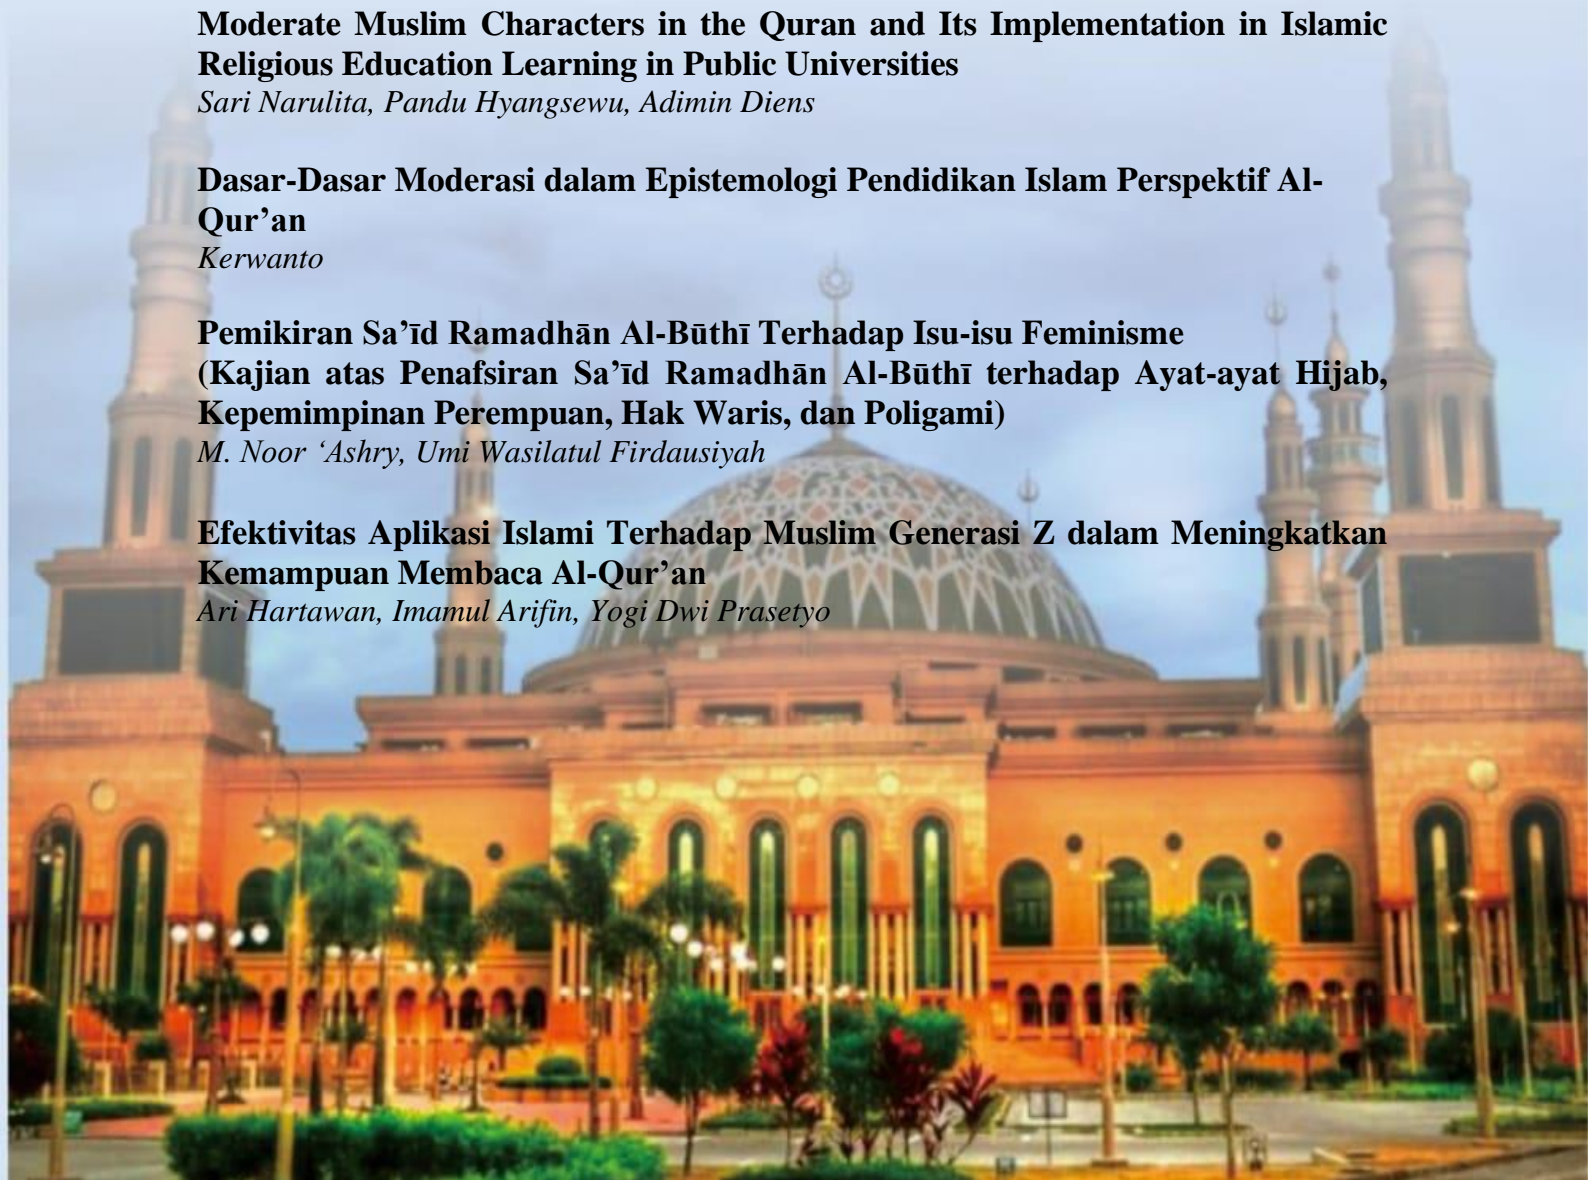 Moderate Muslim Characters in the Quran and Its Implementation in Islamic
Religious Education Learning in Public Universities
Sari Narulita, Pandu Hyangsewu, Adimin Diens
Dasar-Dasar Moderasi dalam Epistemologi Pendidikan Islam Perspektif Al-
Qur’an
Kerwanto
Pemikiran Sa’īd Ramadhān Al-Būthī Terhadap Isu-isu Feminisme
(Kajian atas Penafsiran Sa’īd Ramadhān Al-Būthī terhadap Ayat-ayat Hijab,
Kepemimpinan Perempuan, Hak Waris, dan Poligami)
M. Noor ‘Ashry, Umi Wasilatul Firdausiyah
Efektivitas Aplikasi Islami Terhadap Muslim Generasi Z dalam Meningkatkan
Kemampuan Membaca Al-Qur’an
Ari Hartawan, Imamul Arifin, Yogi Dwi Prasetyo